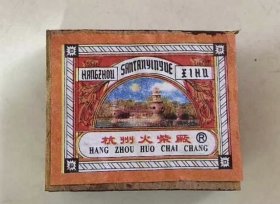 HANGZHOU SANTANYINYUE XIHU
杭州火柴厂®
HANG ZHOU HUO CHAI CHANG